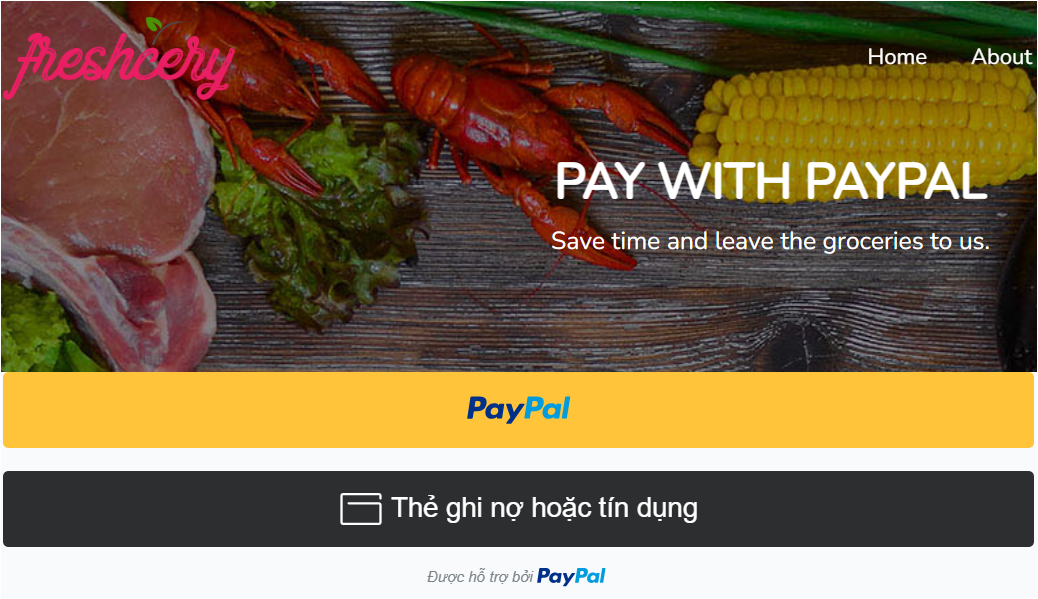 freshcery
Home About
PAY WITH PAYPAL
Save time and leave the groceries to us.
PayPal
Thẻ ghi nợ hoặc tín dụng
Được hỗ trợ bởi PayPal